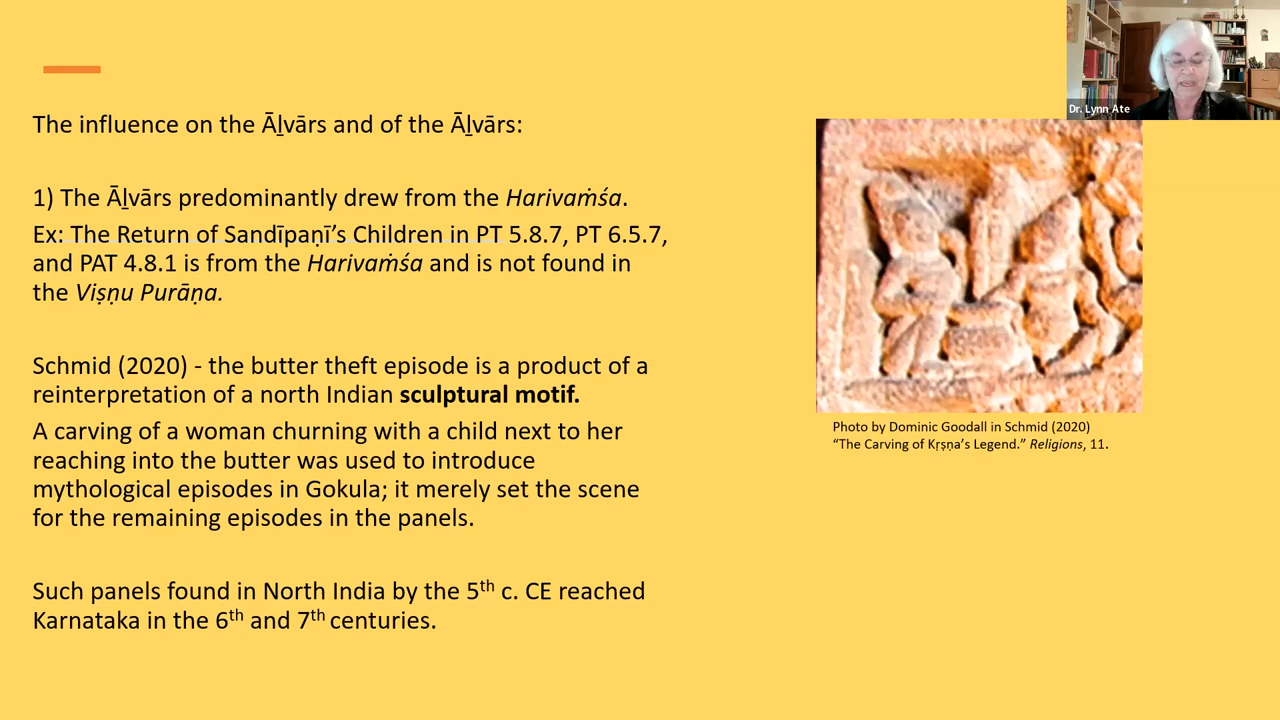 Dr. Lynn Ate
The influence on the Āḻvārs and of the Āḻvārs:
1) The Āḻvārs predominantly drew from the Harivaṁśa.
Ex: The Return of Sandīpaṇī’s Children in PT 5.8.7, PT 6.5.7,
and PAT 4.8.1 is from the Harivaṁśa and is not found in
the Viṣṇu Purāṇa.
Schmid (2020) - the butter theft episode is a product of a
reinterpretation of a north Indian sculptural motif.
A carving of a woman churning with a child next to her
reaching into the butter was used to introduce
mythological episodes in Gokula; it merely set the scene
for the remaining episodes in the panels.
Such panels found in North India by the 5th c. CE reached
Karnataka in the 6th and 7th centuries.
Photo by Dominic Goodall in Schmid (2020)
“The Carving of Kṛṣṇa’s Legend.” Religions, 11.